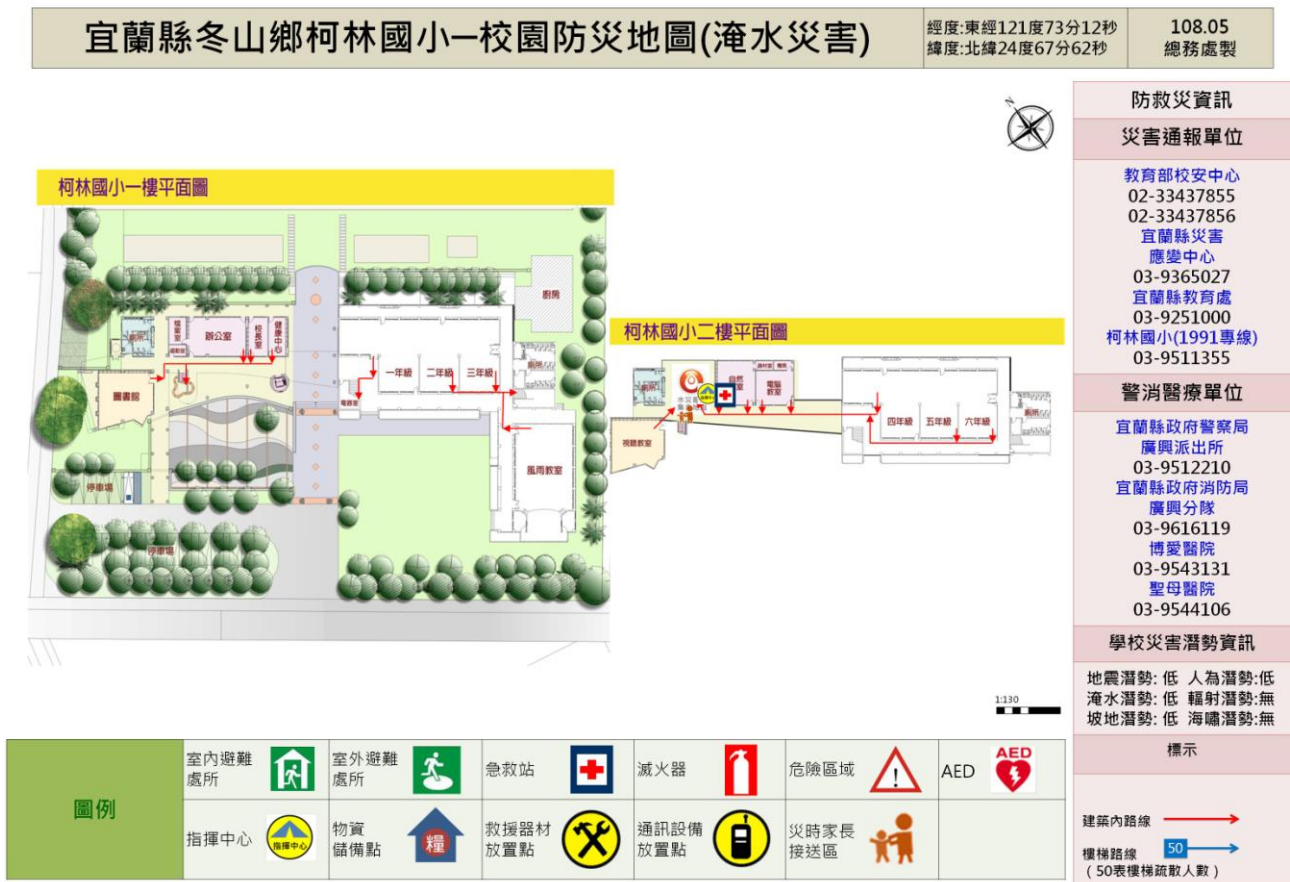 宜蘭縣冬山鄉柯林國小一校園防災地圖(淹水災害)
經度:東經121度73分12秒
緯度:北緯24度67分62秒
108.05
總務處製
N
防救災資訊
災害通報單位
教育部校安中心
02-33437855
02-33437856
宜蘭縣災害
應變中心
03-9365027
宜蘭縣教育處
03-9251000
柯林國小(1991專線)
03-9511355
警消醫療單位
宜蘭縣政府警察局
廣興派出所
03-9512210
宜蘭縣政府消防局
廣興分隊
03-9616119
博愛醫院
03-9543131
聖母醫院
03-9544106
學校災害潛勢資訊
地震潛勢: 低 人為潛勢:低
淹水潛勢: 低 輻射潛勢:無
坡地潛勢: 低 海嘯潛勢:無
標示
建築內路線
樓梯路線
50
(50表樓梯疏散人數)
柯林國小一樓平面圖
廚房
廁所
檔案室
辦公室
校長室
健康中心
圖書館
一年級
二年級
三年級
廁所
電器室
風雨教室
停車場
停車場
柯林國小二樓平面圖
廁所
自然
室
電腦
教室
視聽教室
四年級
五年級
六年級
廁所
1:130
圖例
室內避難
處所
室外避難
處所
急救站
滅火器
危險區域
AED
AED
指揮中心
指揮中心
物資
儲備點
糧
救援器材
放置點
通訊設備
放置點
災時家長
接送區